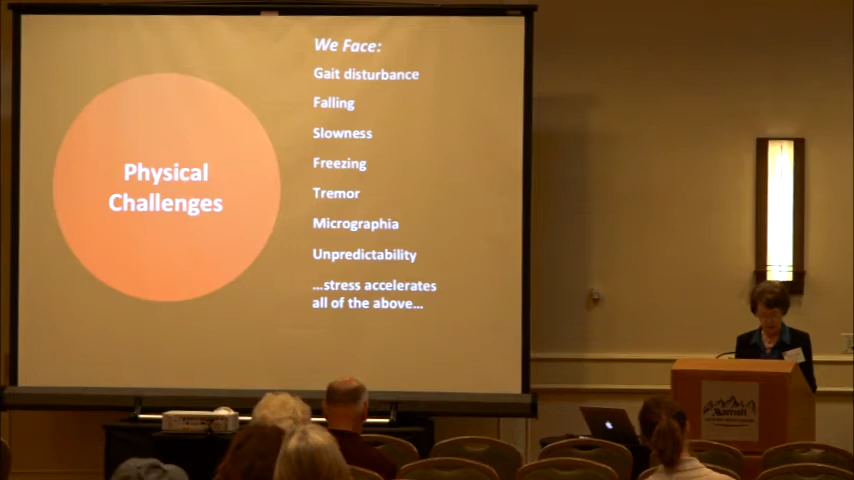 We Face:
Gait disturbance
Falling
Slowness
Freezing
Tremor
Micrographia
Unpredictability
...stress accelerates
all of the above...
Physical
Challenges
Marriott